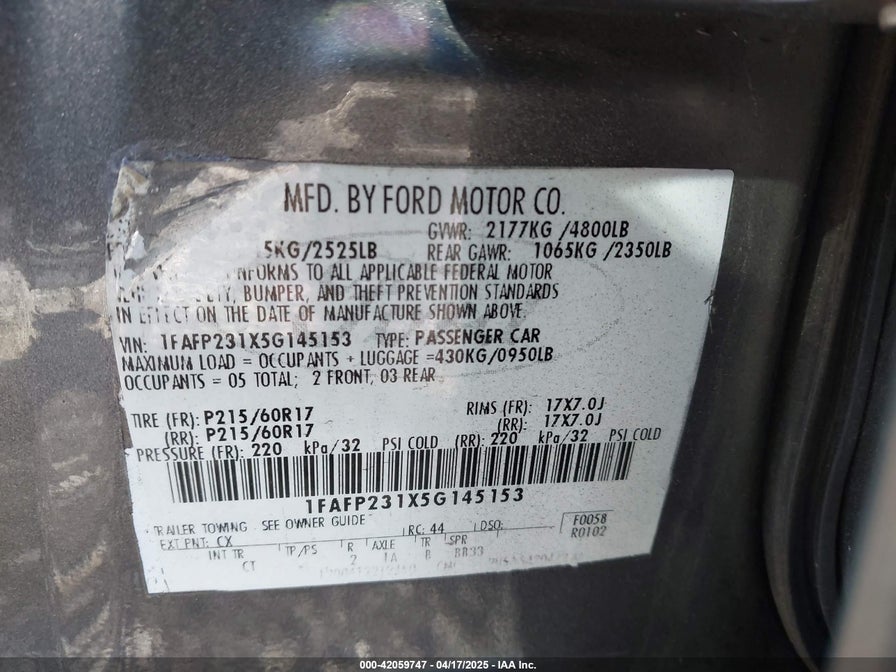 MFD. BY FORD MOTOR CO.
GVWR: 2177KG /4800LB
5KG/2525LB REAR GAWR: 1065KG /2350LB
TO ALL APPLICABLE FEDERAL MOTOR
BUMPER, AND THEFT PREVENTION STANDARDS
IN EFFECT ON THE DATE OF MANUFACTURE SHOWN ABOVE.
VIN: 1FAFP231X5G145153 TYPE: PASSENGER CAR
MAXIMUM LOAD = OCCUPANTS + LUGGAGE =430KG/0950LB
OCCUPANTS = 05 TOTAL; 2 FRONT, 03 REAR
TIRE (FR): P215/60R17 RIMS (FR): 17X7.0J
(RR): P215/60R17 (RR): 17X7.0J
PRESSURE (FR): 220 kPa/32 PSI COLD (RR): 220 kPa/32 PSI COLD
1FAFP231X5G145153
TRAILER TOWING SEE OWNER GUIDE RC: 44 DSO: F0058
EXT PNT: CX R0102
INT TR TP/PS R AXLE TR SPR
CT 2 1A B BB33
000-42059747 - 04/17/2025 - IAA Inc.